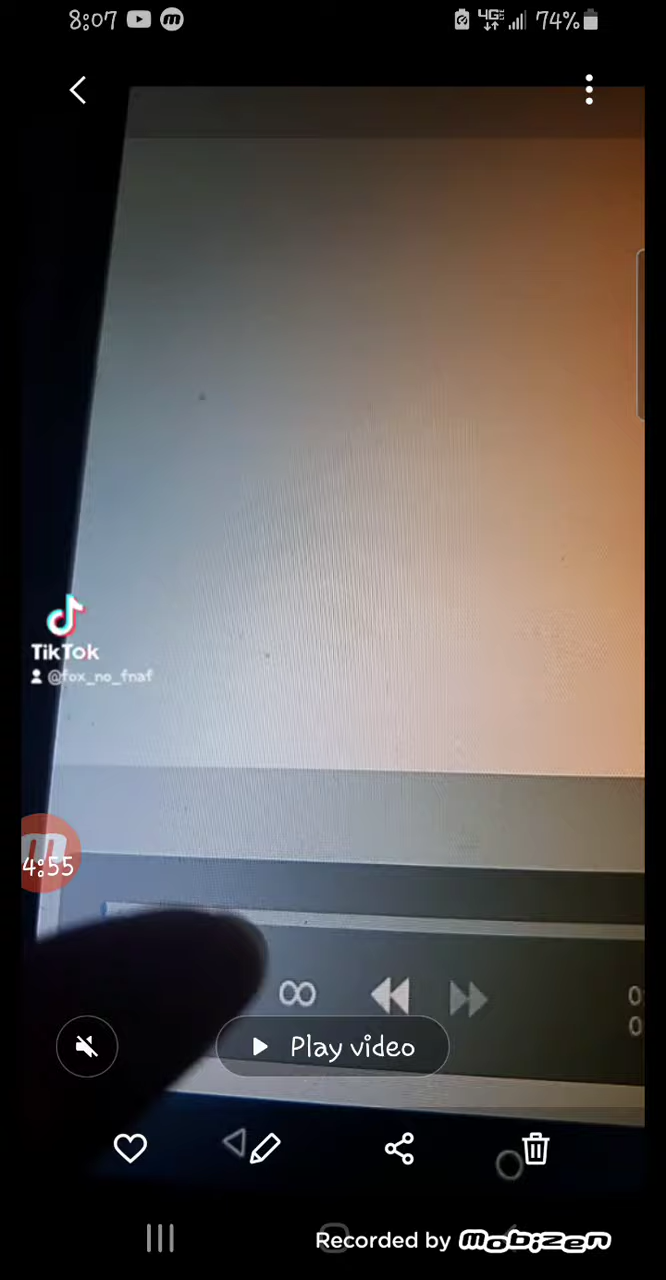 8:07
4G
74%
TikTok
@fox_no_fnaf
4:55
Play video
Recorded by mobizen